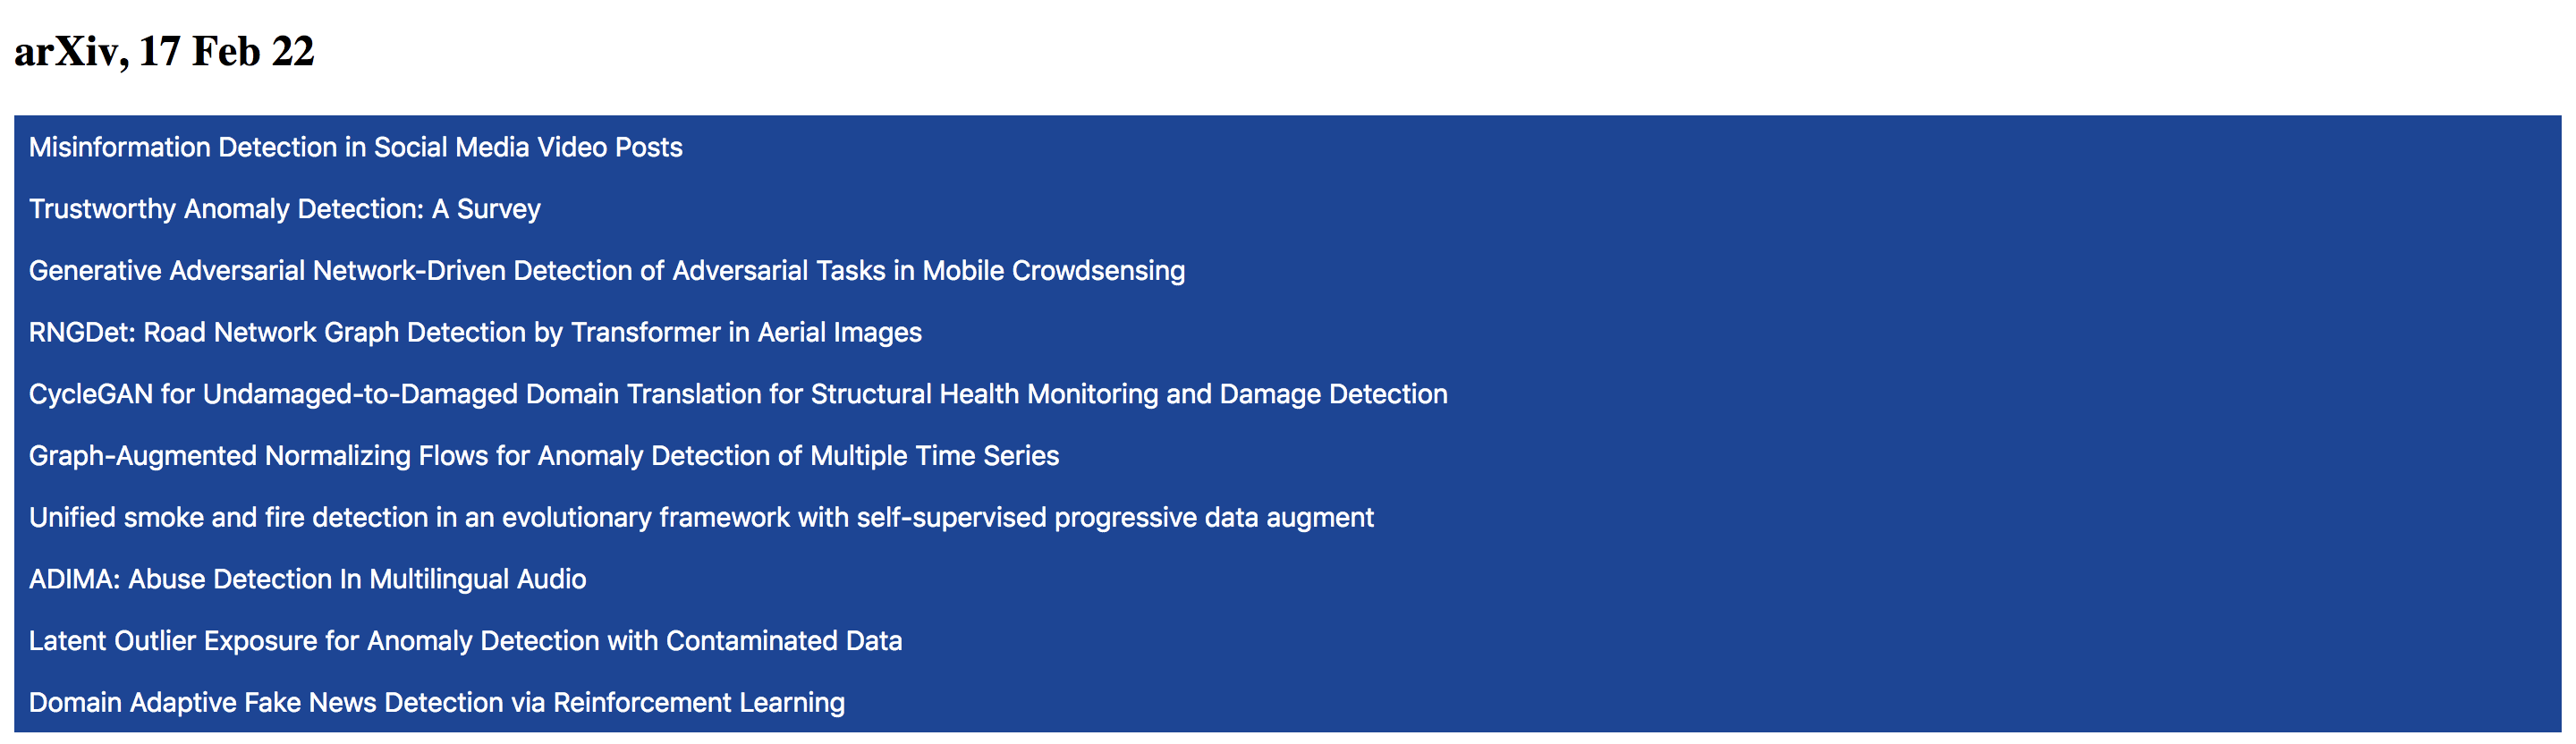 arXiv, 17 Feb 22
Misinformation Detection in Social Media Video Posts
Trustworthy Anomaly Detection: A Survey
Generative Adversarial Network-Driven Detection of Adversarial Tasks in Mobile Crowdsensing
RNGDet: Road Network Graph Detection by Transformer in Aerial Images
CycleGAN for Undamaged-to-Damaged Domain Translation for Structural Health Monitoring and Damage Detection
Graph-Augmented Normalizing Flows for Anomaly Detection of Multiple Time Series
Unified smoke and fire detection in an evolutionary framework with self-supervised progressive data augment
ADIMA: Abuse Detection In Multilingual Audio
Latent Outlier Exposure for Anomaly Detection with Contaminated Data
Domain Adaptive Fake News Detection via Reinforcement Learning